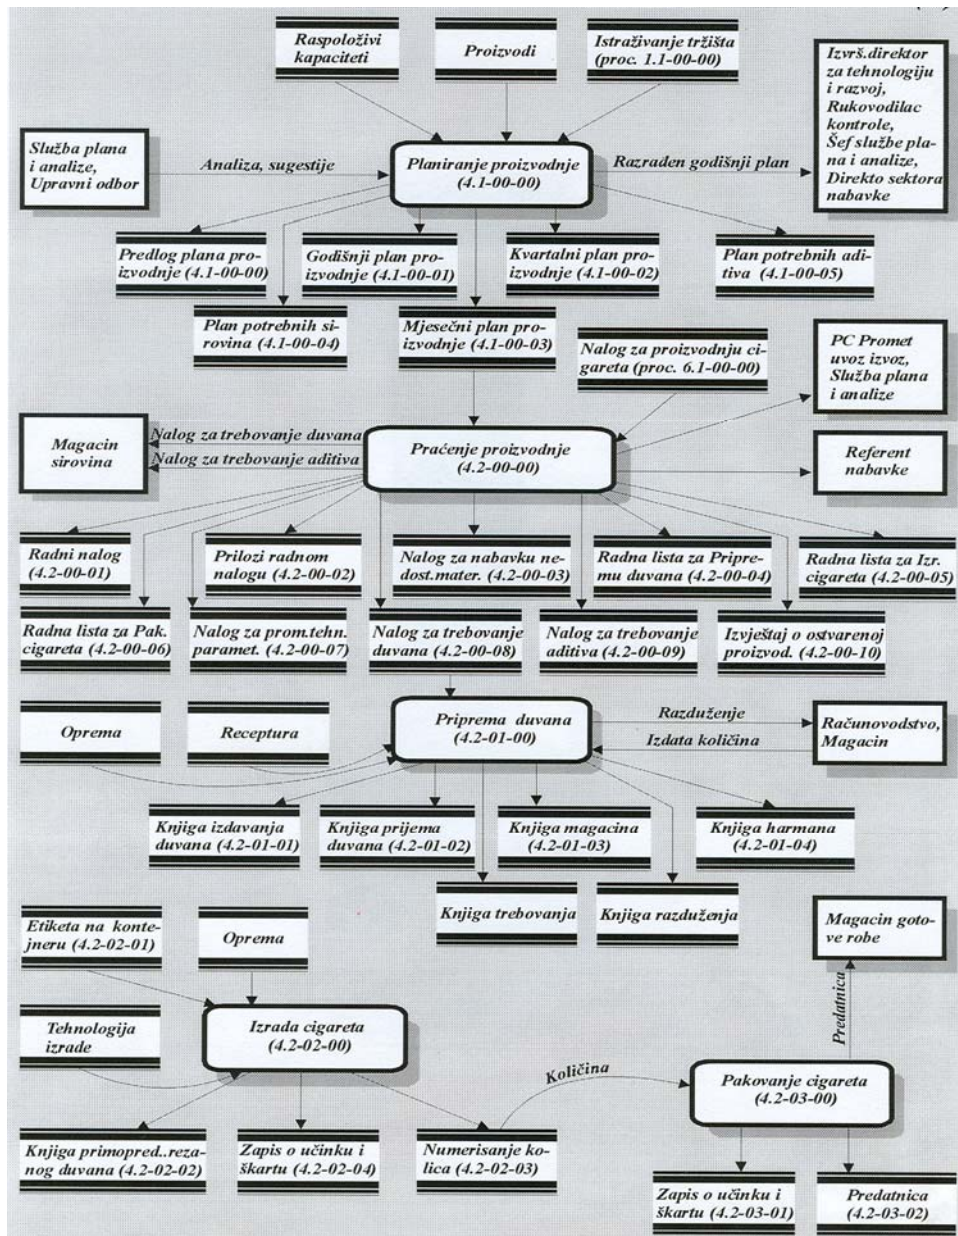 Raspoloživi
kapaciteti
Proizvodi
Istraživanje tržišta
(proc. 1.1-00-00)
Izvrš.direktor
za tehnologiju
i razvoj,
Rukovodilac
kontrole,
Šef službe pla-
na i analize,
Direkto sektora
nabavke
Služba plana
i analize,
Upravni odbor
Analiza, sugestije
Planiranje proizvodnje
(4.1-00-00)
Razrađen godišnji plan
Predlog plana pro-
izvodnje (4.1-00-00)
Godišnji plan pro-
izvodnje (4.1-00-01)
Kvartalni plan pro-
izvodnje (4.1-00-02)
Plan potrebnih adi-
tiva (4.1-00-05)
Plan potrebnih si-
rovina (4.1-00-04)
Mjesečni plan pro-
izvodnje (4.1-00-03)
Nalog za proizvodnju ci-
gareta (proc. 6.1-00-00)
PC Promet
uvoz izvoz,
Služba plana
i analize
Magacin
sirovina
Nalog za trebovanje duvana
Nalog za trebovanje aditiva
Praćenje proizvodnje
(4.2-00-00)
Referent
nabavke
Radni nalog
(4.2-00-01)
Prilozi radnom
nalogu (4.2-00-02)
Nalog za nabavku ne-
dost.mater. (4.2-00-03)
Radna lista za Pripre-
mu duvana (4.2-00-04)
Radna lista za Izr.
cigareta (4.2-00-05)
Radna lista za Pak.
cigareta (4.2-00-06)
Nalog za prom.tehn.
paramet. (4.2-00-07)
Nalog za trebovanje
duvana (4.2-00-08)
Nalog za trebovanje
aditiva (4.2-00-09)
Izvještaj o ostvarenoj
proizvod. (4.2-00-10)
Oprema
Receptura
Priprema duvana
(4.2-01-00)
Razduženje
Izdata količina
Računovodstvo,
Magacin
Knjiga izdavanja
duvana (4.2-01-01)
Knjiga prijema
duvana (4.2-01-02)
Knjiga magacina
(4.2-01-03)
Knjiga harmana
(4.2-01-04)
Knjiga trebovanja
Knjiga razduženja
Etiketa na konte-
jneru (4.2-02-01)
Oprema
Magacin goto-
ve robe
Tehnologija
izrade
Izrada cigareta
(4.2-02-00)
Predatnica
Količina
Pakovanje cigareta
(4.2-03-00)
Knjiga primopred..reza-
nog duvana (4.2-02-02)
Zapis o učinku i
škartu (4.2-02-04)
Numerisanje ko-
lica (4.2-02-03)
Zapis o učinku i
škartu (4.2-03-01)
Predatnica
(4.2-03-02)